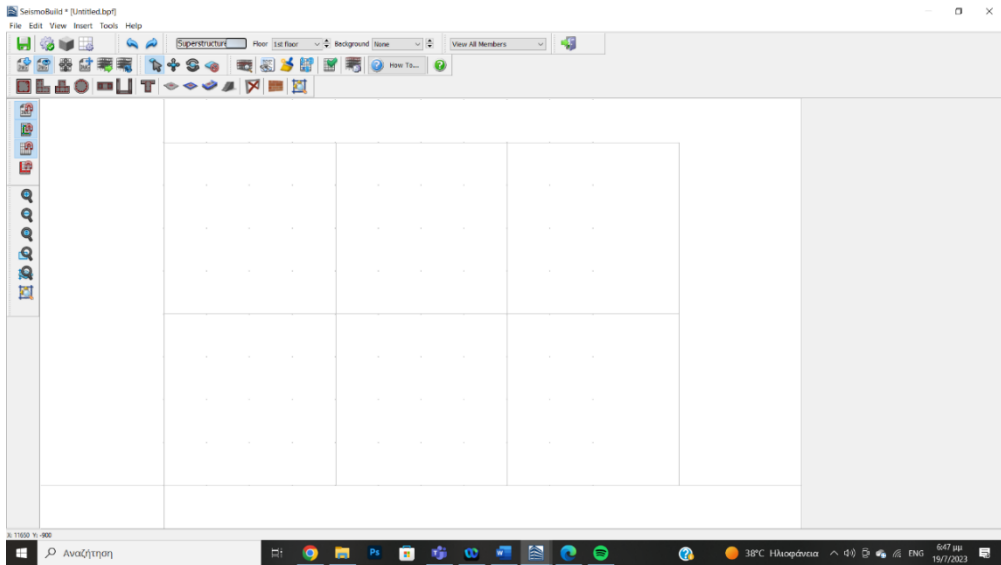 SeismoBuild * [Untitled.bpf]
File Edit View Insert Tools Help
Superstructure Floor 1st floor Background None View All Members
How To...
X: 11650 Y: -900
Αναζήτηση Ps W 38°C Ηλιοφάνεια ENG 6:47 μμ
19/7/2023